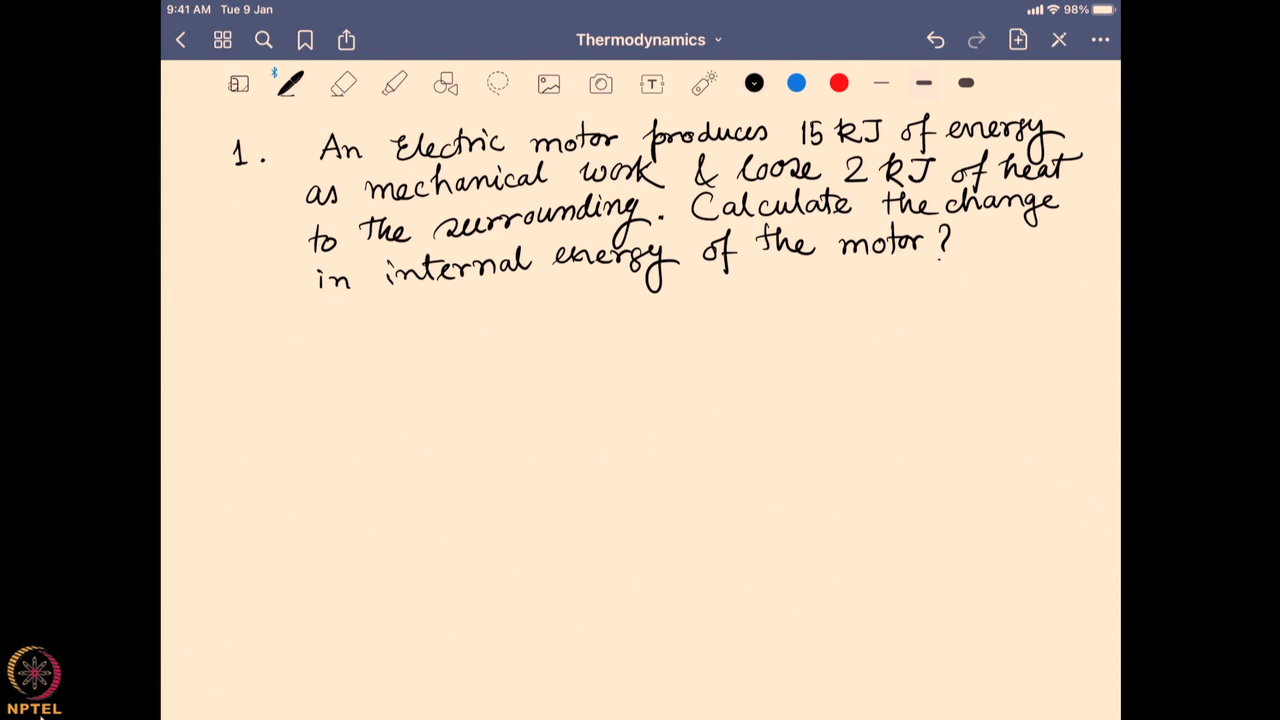 9:41 AM Tue 9 Jan
98%
Thermodynamics
1. An Electric motor produces 15 kJ of energy
as mechanical work & loose 2 kJ of heat
to the surrounding. Calculate the change
in internal energy of the motor?
NPTEL